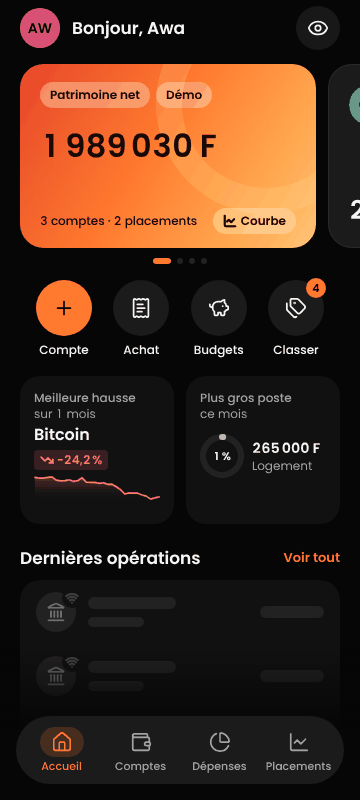 AW
Bonjour, Awa
Patrimoine net
Démo
1 989 030 F
3 comptes · 2 placements
Courbe
Compte
Achat
Budgets
4
Classer
Meilleure hausse
sur 1 mois
Bitcoin
-24,2 %
Plus gros poste
ce mois
1 %
265 000 F
Logement
Dernières opérations
Voir tout
Accueil
Comptes
Dépenses
Placements